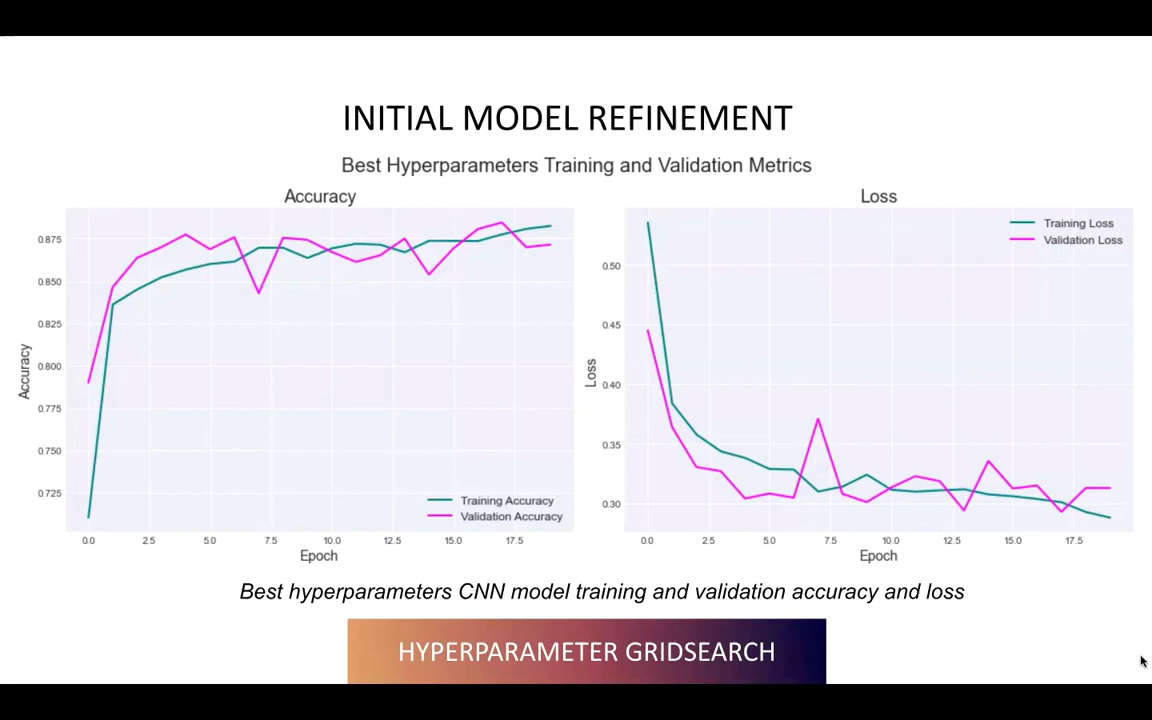 INITIAL MODEL REFINEMENT
Best Hyperparameters Training and Validation Metrics
Accuracy
0.875
0.850
0.825
0.800
0.775
0.750
0.725
Accuracy
Training Accuracy
Validation Accuracy
0.0 2.5 5.0 7.5 10.0 12.5 15.0 17.5
Epoch
Loss
Training Loss
Validation Loss
0.50
0.45
0.40
0.35
0.30
Loss
0.0 2.5 5.0 7.5 10.0 12.5 15.0 17.5
Epoch
Best hyperparameters CNN model training and validation accuracy and loss
HYPERPARAMETER GRIDSEARCH